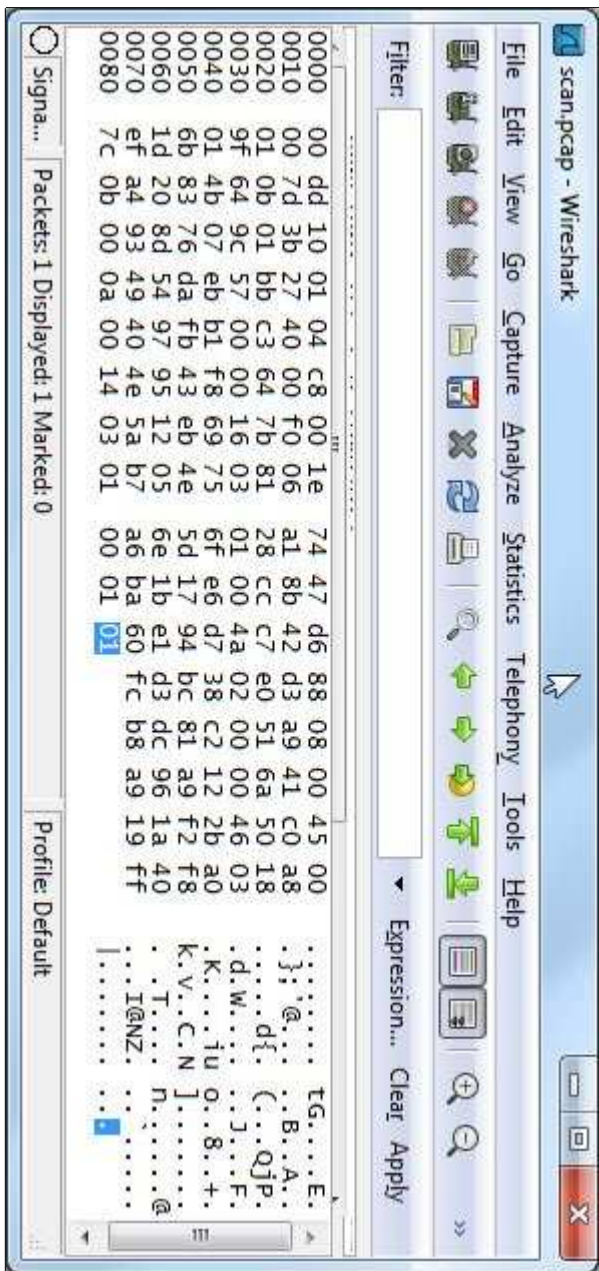 scan.pcap - Wireshark
File Edit View Go Capture Analyze Statistics Telephony Tools Help
Filter: Expression... Clear Apply
0000 00 dd 10 01 04 c8 00 1e 74 47 d6 88 08 00 45 00 ........ tG....E.
0010 00 7d 3b 27 40 00 f0 06 a1 8b 42 d3 a9 41 c0 a8 .};'@... ..B..A..
0020 01 0b 01 bb c3 64 7b 81 28 cc c7 e0 51 6a 50 18 .....d{. (...QjP.
0030 9f 64 9c 57 00 00 16 03 01 00 4a 02 00 00 46 03 .d.W.... ..J...F.
0040 01 4b 07 eb b1 f8 69 75 6f e6 d7 38 c2 12 2b a0 .K....iu o..8..+.
0050 6b 83 76 da fb 43 eb 4e 5d 17 94 bc 81 a9 f2 f8 k.v..C.N ].......
0060 1d 20 8d 54 97 95 12 05 6e 1b e1 d3 dc 96 1a 40 . .T.... n......@
0070 ef a4 93 49 40 4e 5a b7 a6 ba 60 fc b8 a9 19 ff ...I@NZ. ..`.....
0080 7c 0b 00 0a 00 14 03 01 00 01 01 |....... ...
Signa... Packets: 1 Displayed: 1 Marked: 0 Profile: Default